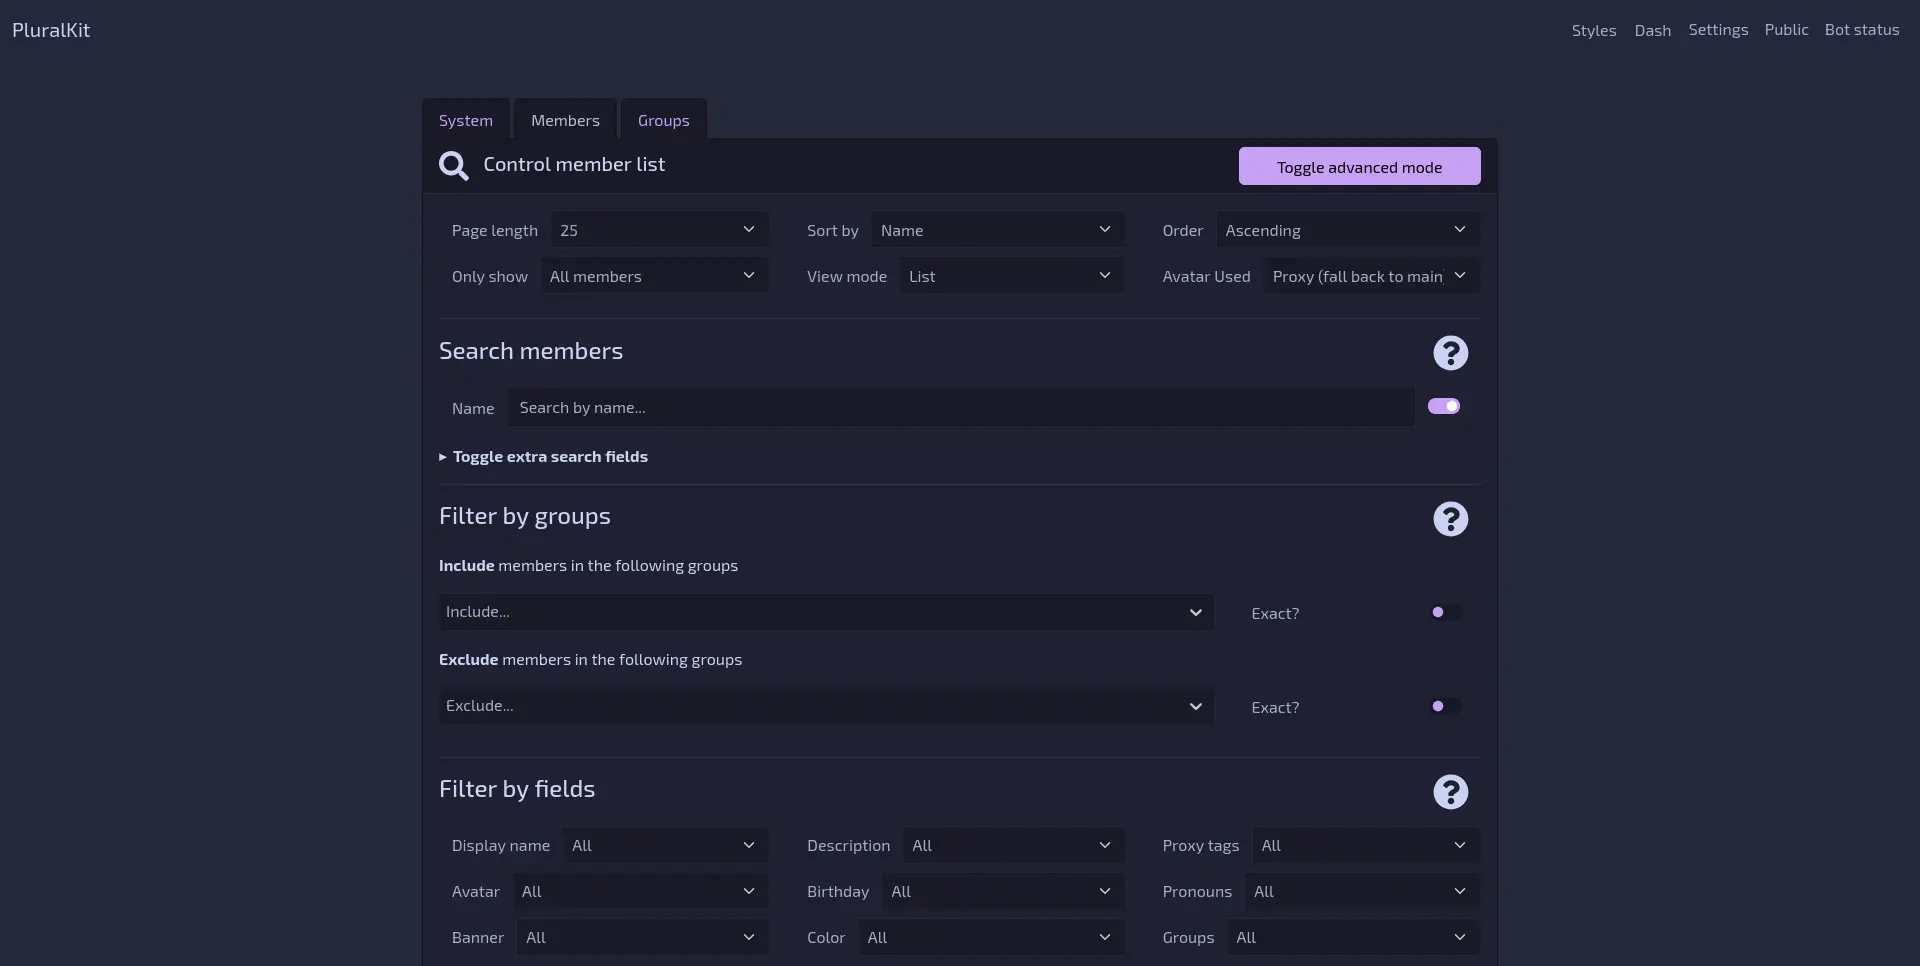 PluralKit
Styles Dash Settings Public Bot status
System Members Groups
Control member list Toggle advanced mode
Page length 25 Sort by Name Order Ascending
Only show All members View mode List Avatar Used Proxy (fall back to main)
Search members
Name Search by name...
Toggle extra search fields
Filter by groups
Include members in the following groups
Include... Exact?
Exclude members in the following groups
Exclude... Exact?
Filter by fields
Display name All Description All Proxy tags All
Avatar All Birthday All Pronouns All
Banner All Color All Groups All